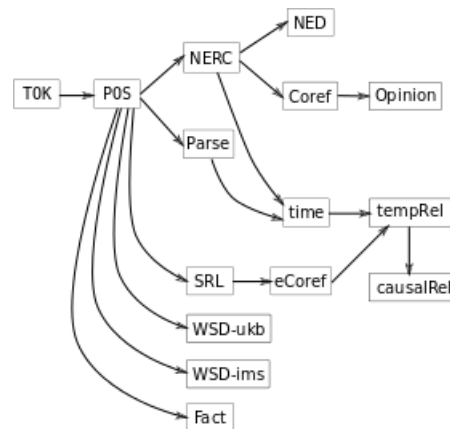 NED
NERC
TOK
POS
Coref
Opinion
Parse
time
tempRel
SRL
eCoref
causalRel
WSD-ukb
WSD-ims
Fact